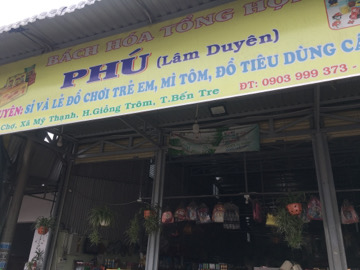 BÁCH HÓA TỔNG HỢP
PHÚ (Lâm Duyên)
SỈ VÀ LẺ ĐỒ CHƠI TRẺ EM, MÌ TÔM, ĐỒ TIÊU DÙNG
Chợ, Xã Mỹ Thạnh, H.Giồng Trôm, T.Bến Tre
ĐT: 0903 999 373 -